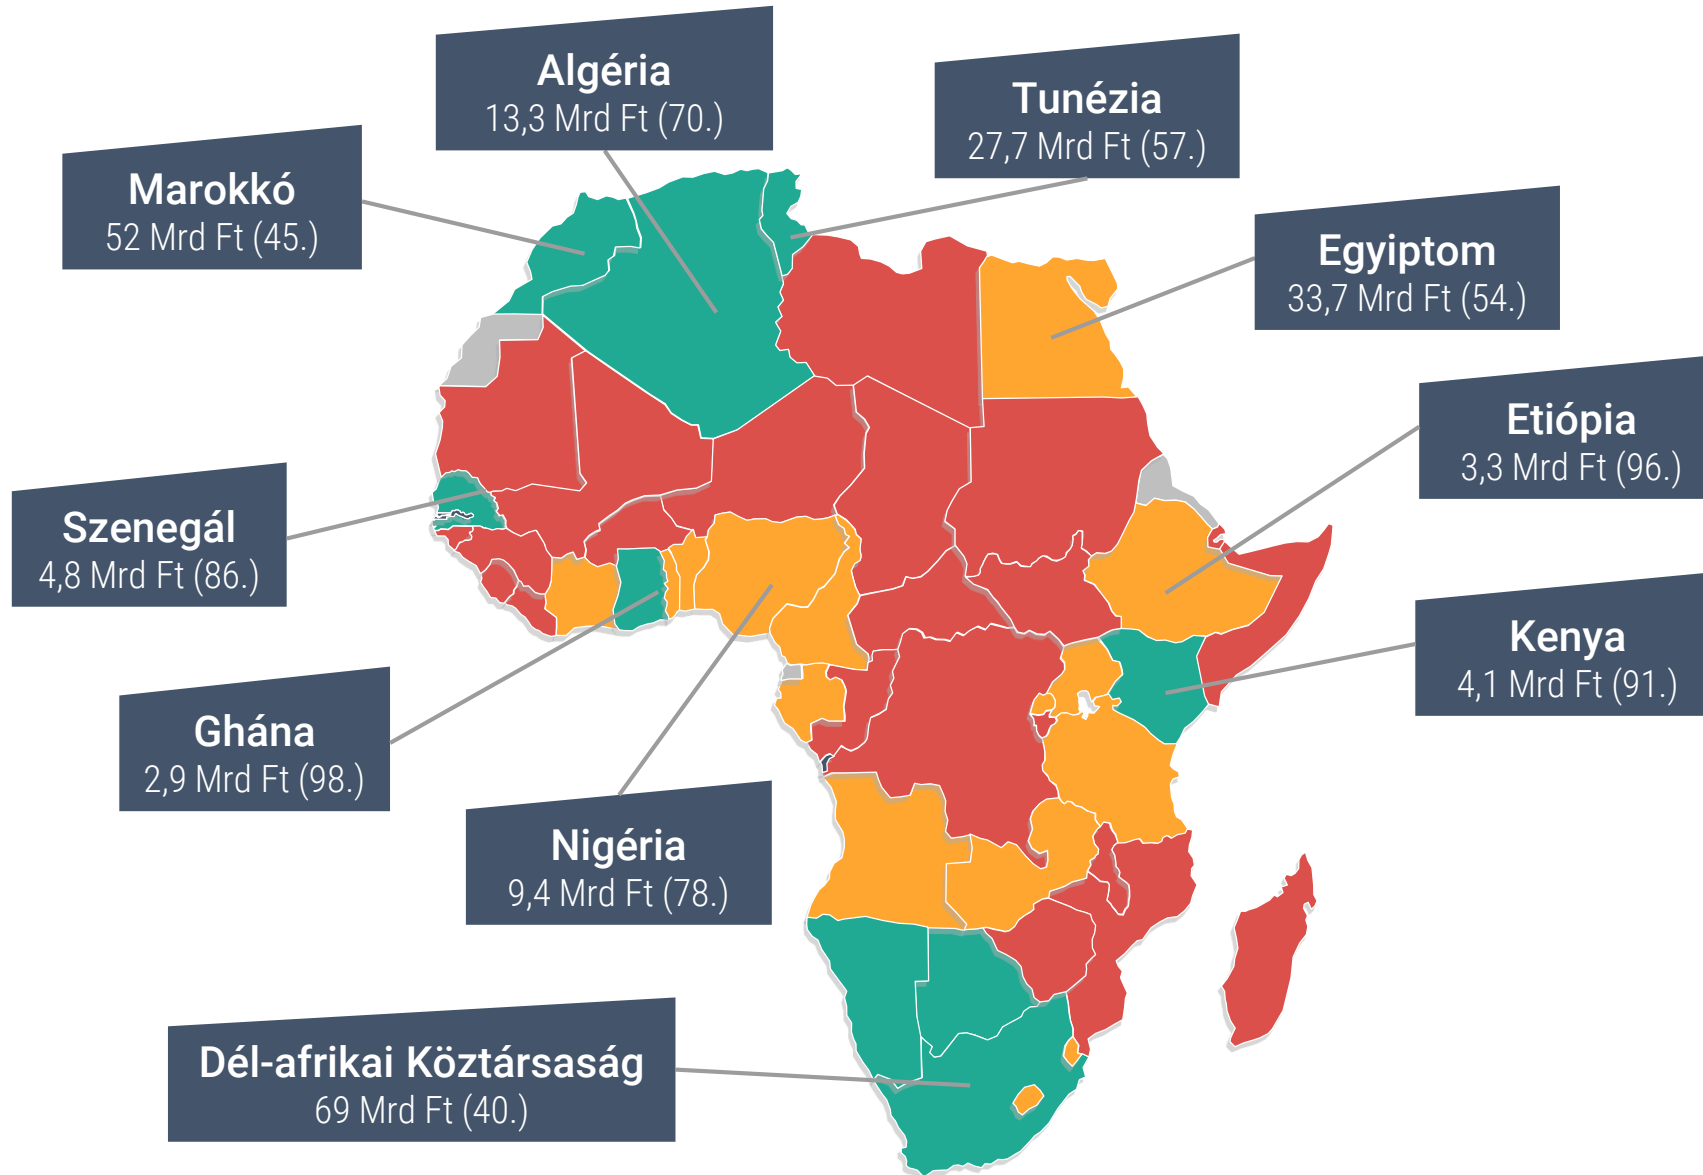 Algéria
13,3 Mrd Ft (70.)
Tunézia
27,7 Mrd Ft (57.)
Marokkó
52 Mrd Ft (45.)
Egyiptom
33,7 Mrd Ft (54.)
Etiópia
3,3 Mrd Ft (96.)
Szenegál
4,8 Mrd Ft (86.)
Kenya
4,1 Mrd Ft (91.)
Ghána
2,9 Mrd Ft (98.)
Nigéria
9,4 Mrd Ft (78.)
Dél-afrikai Köztársaság
69 Mrd Ft (40.)